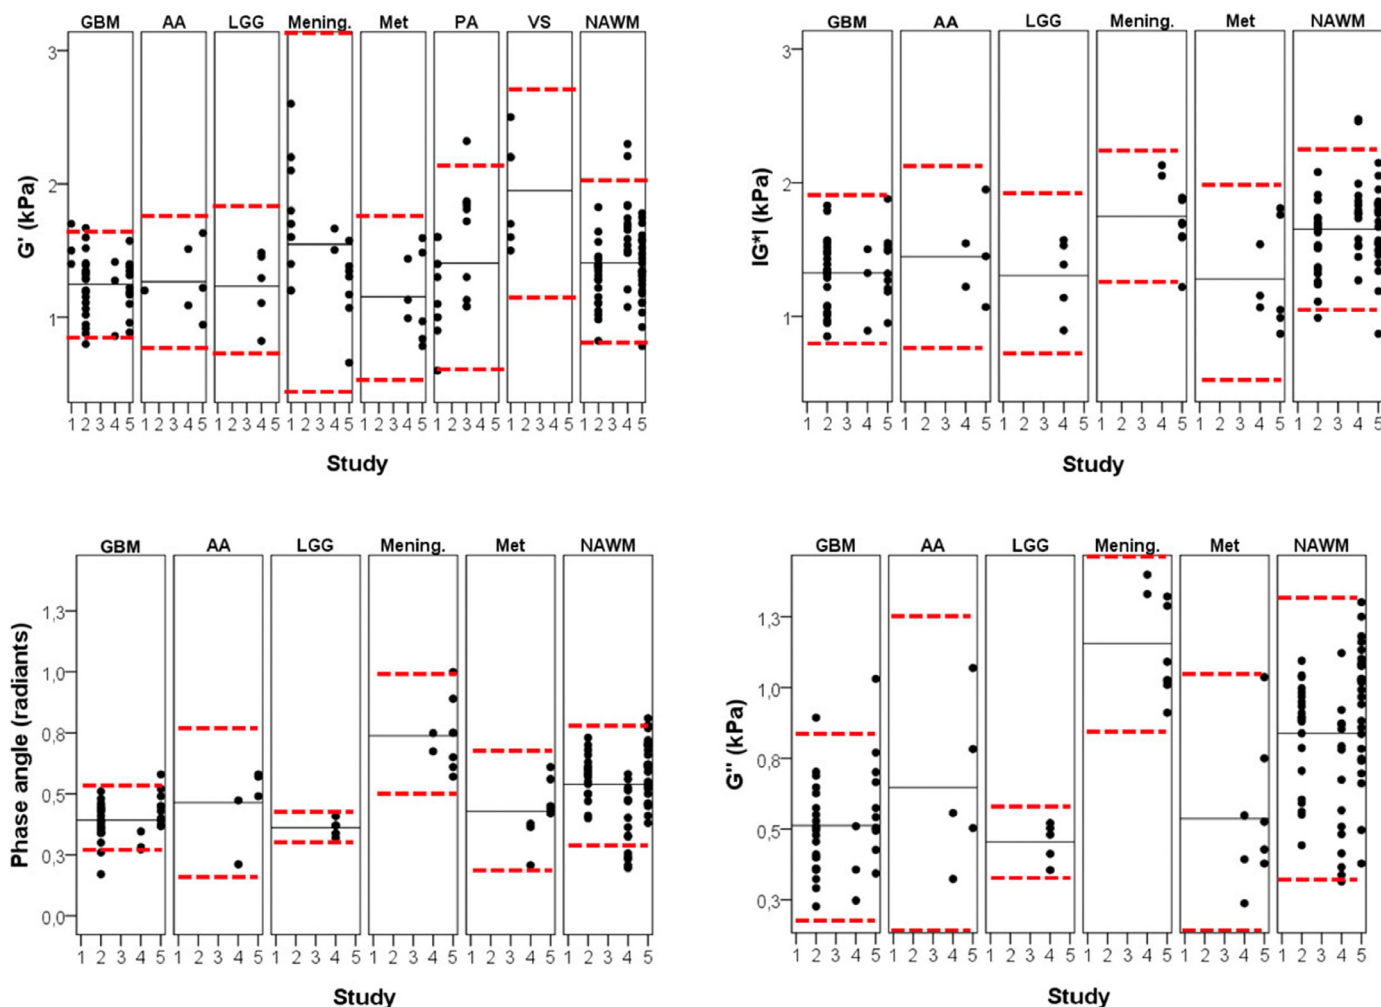 GBM AA LGG Mening. Met PA VS NAWM
3
2
1
G' (kPa)
1 2 3 4 5 1 2 3 4 5 1 2 3 4 5 1 2 3 4 5 1 2 3 4 5 1 2 3 4 5 1 2 3 4 5 1 2 3 4 5
Study
GBM AA LGG Mening. Met NAWM
3
2
1
IG*I (kPa)
1 2 3 4 5 1 2 3 4 5 1 2 3 4 5 1 2 3 4 5 1 2 3 4 5 1 2 3 4 5
Study
GBM AA LGG Mening. Met NAWM
1,3
1,0
0,8
0,5
0,3
0,0
Phase angle (radiants)
1 2 3 4 5 1 2 3 4 5 1 2 3 4 5 1 2 3 4 5 1 2 3 4 5 1 2 3 4 5
Study
GBM AA LGG Mening. Met NAWM
1,3
1,0
0,8
0,5
0,3
G'' (kPa)
1 2 3 4 5 1 2 3 4 5 1 2 3 4 5 1 2 3 4 5 1 2 3 4 5 1 2 3 4 5
Study